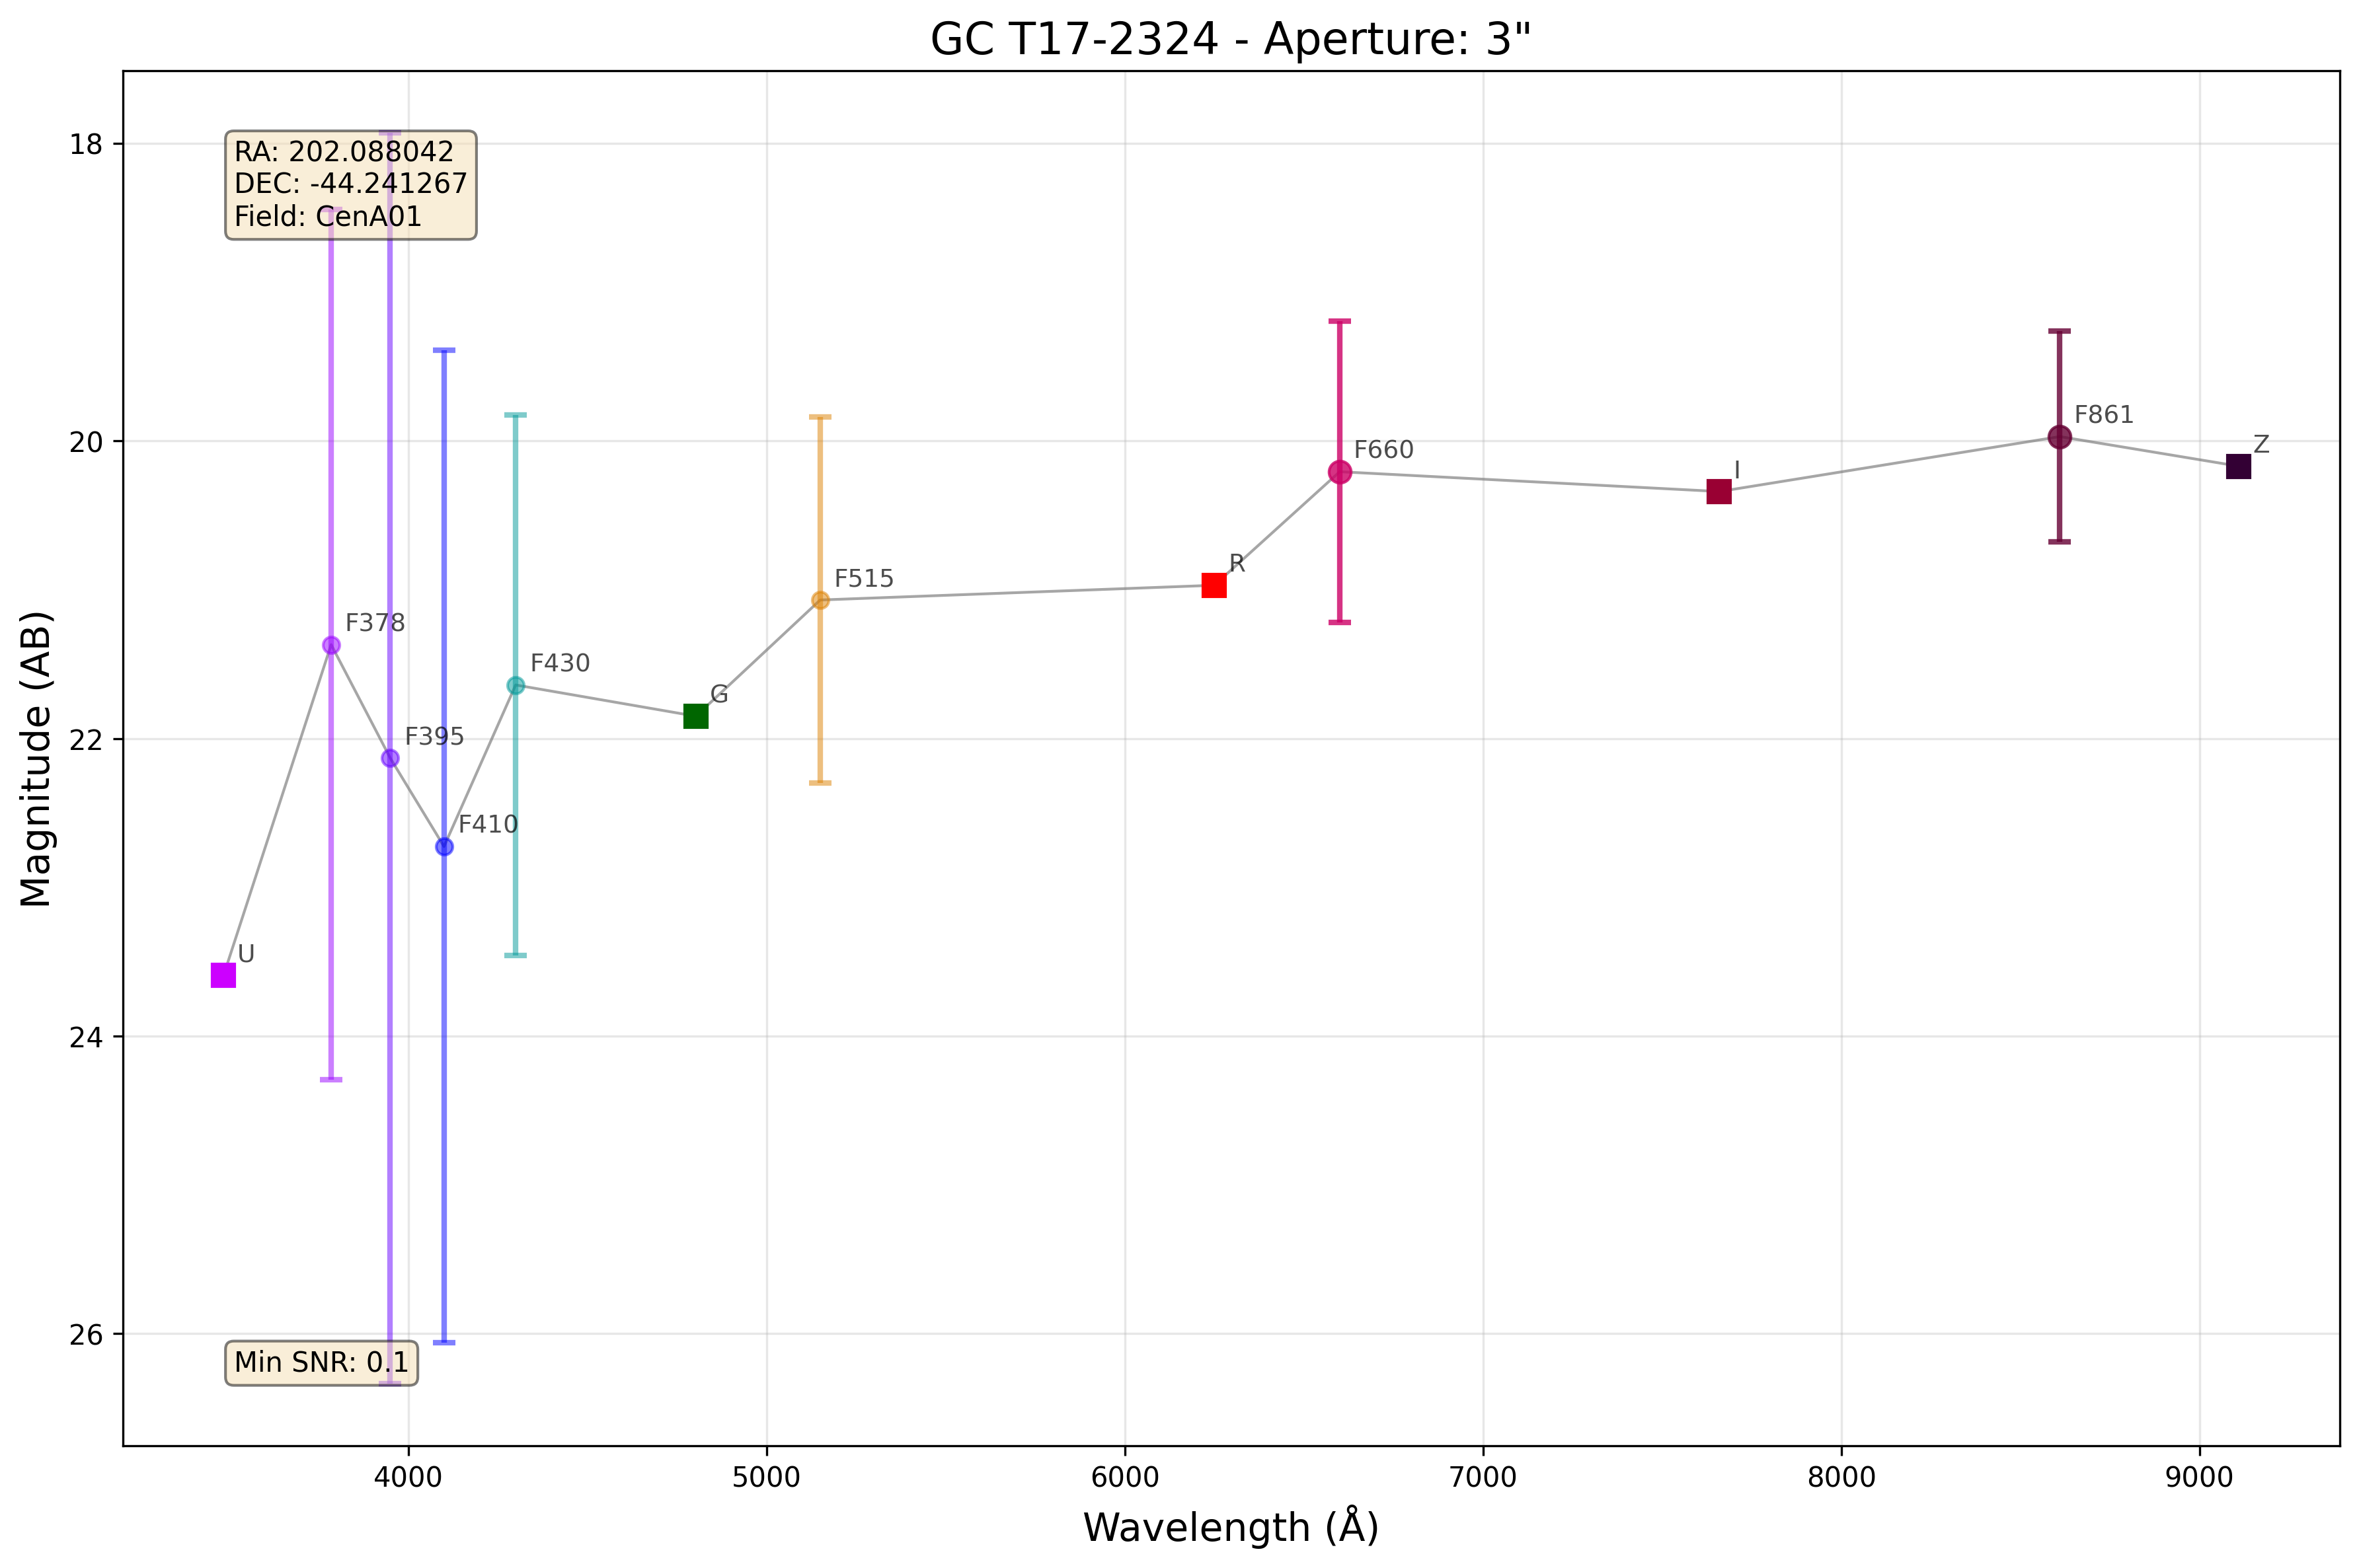 GC T17-2324 - Aperture: 3"
RA: 202.088042
DEC: -44.241267
Field: CenA01
18
20
22
24
26
Magnitude (AB)
U
F378
F395
F410
F430
G
F515
R
F660
I
F861
Z
Min SNR: 0.1
4000
5000
6000
7000
8000
9000
Wavelength (Å)